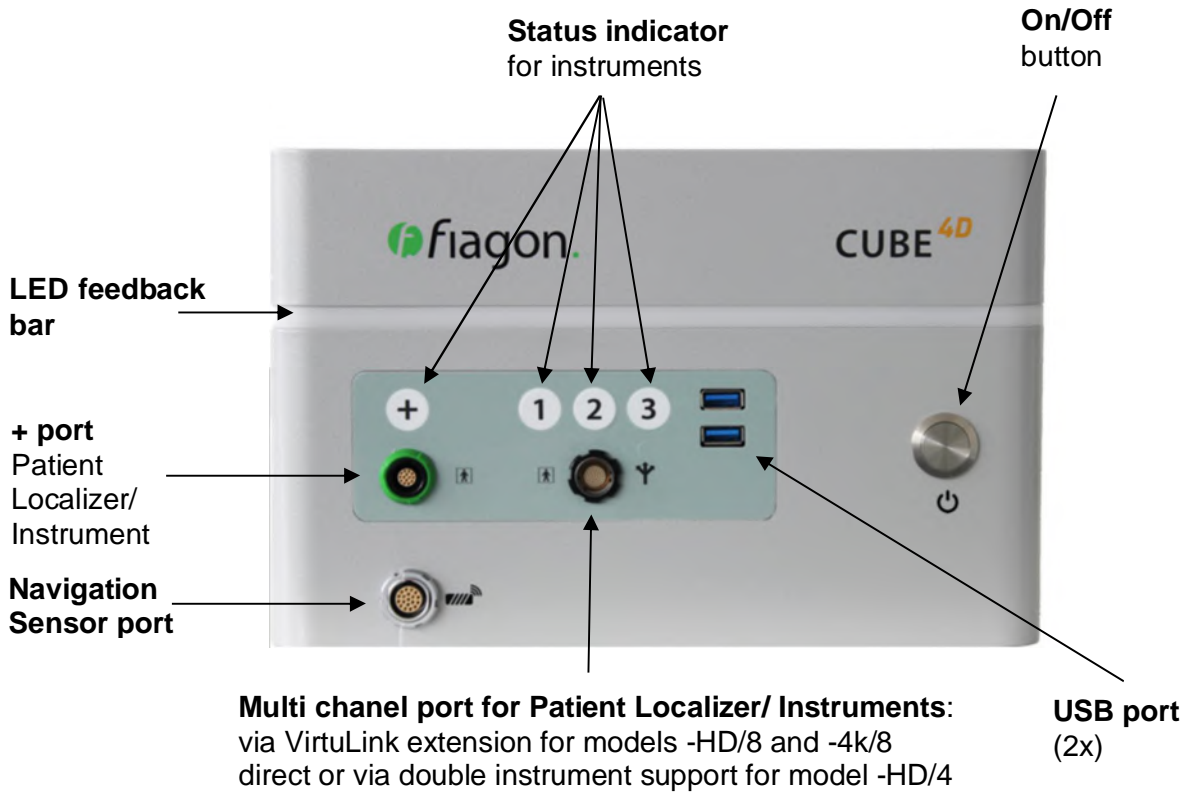 Status indicator
for instruments
On/Off
button
fiagon.
CUBE 4D
LED feedback
bar
+ 1 2 3
+ port
Patient
Localizer/
Instrument
Navigation
Sensor port
Multi chanel port for Patient Localizer/ Instruments:
via VirtuLink extension for models -HD/8 and -4k/8
direct or via double instrument support for model -HD/4
USB port
(2x)